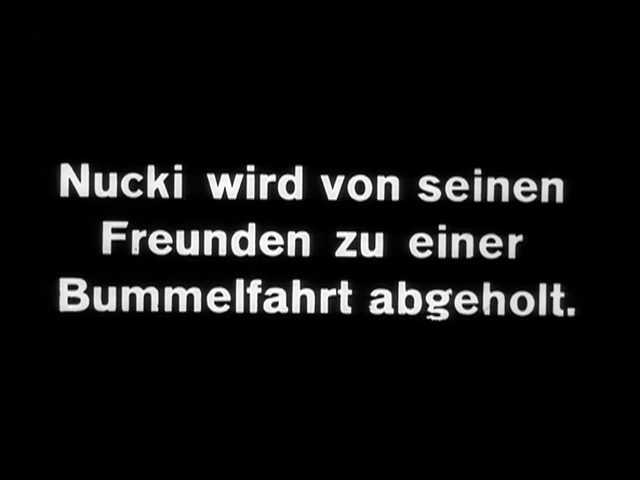 Nucki wird von seinen
Freunden zu einer
Bummelfahrt abgeholt.